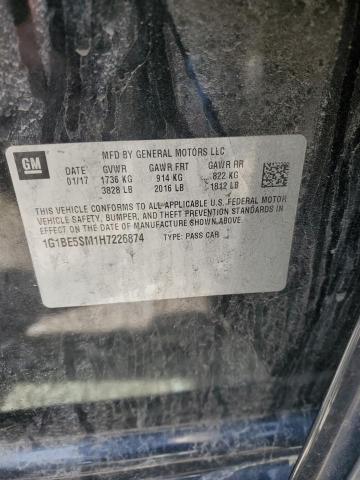 GM
MFD BY GENERAL MOTORS LLC
DATE GVWR GAWR FRT GAWR RR
01/17 1736 KG 914 KG 822 KG
3828 LB 2016 LB 1812 LB
THIS VEHICLE CONFORMS TO ALL APPLICABLE U.S. FEDERAL MOTOR
VEHICLE SAFETY, BUMPER, AND THEFT PREVENTION STANDARDS IN
EFFECT ON THE DATE OF MANUFACTURE SHOWN ABOVE.
1G1BE5SM1H7226874 TYPE: PASS CAR